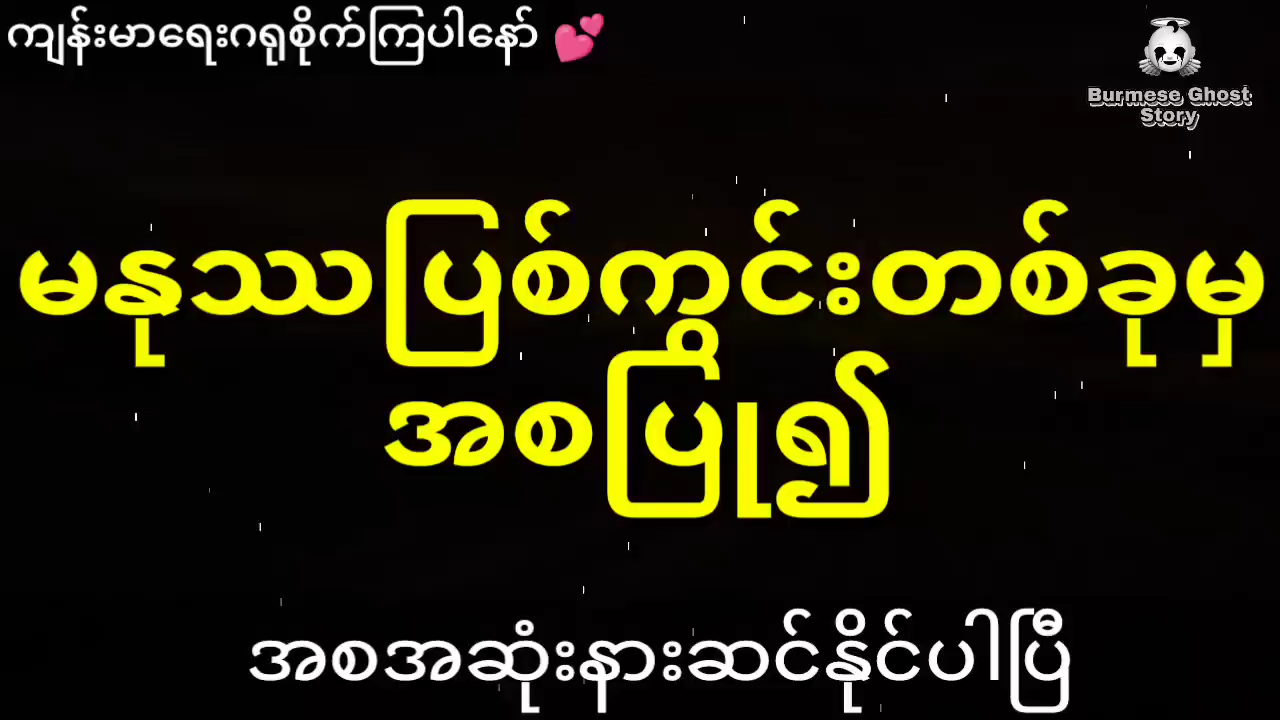 ကျန်းမာရေးဂရုစိုက်ကြပါနော် 💕
Burmese Ghost
Story
မနုဿပြစ်ကွင်းတစ်ခုမှ
အစပြု၍
အစအဆုံးနားဆင်နိုင်ပါပြီ